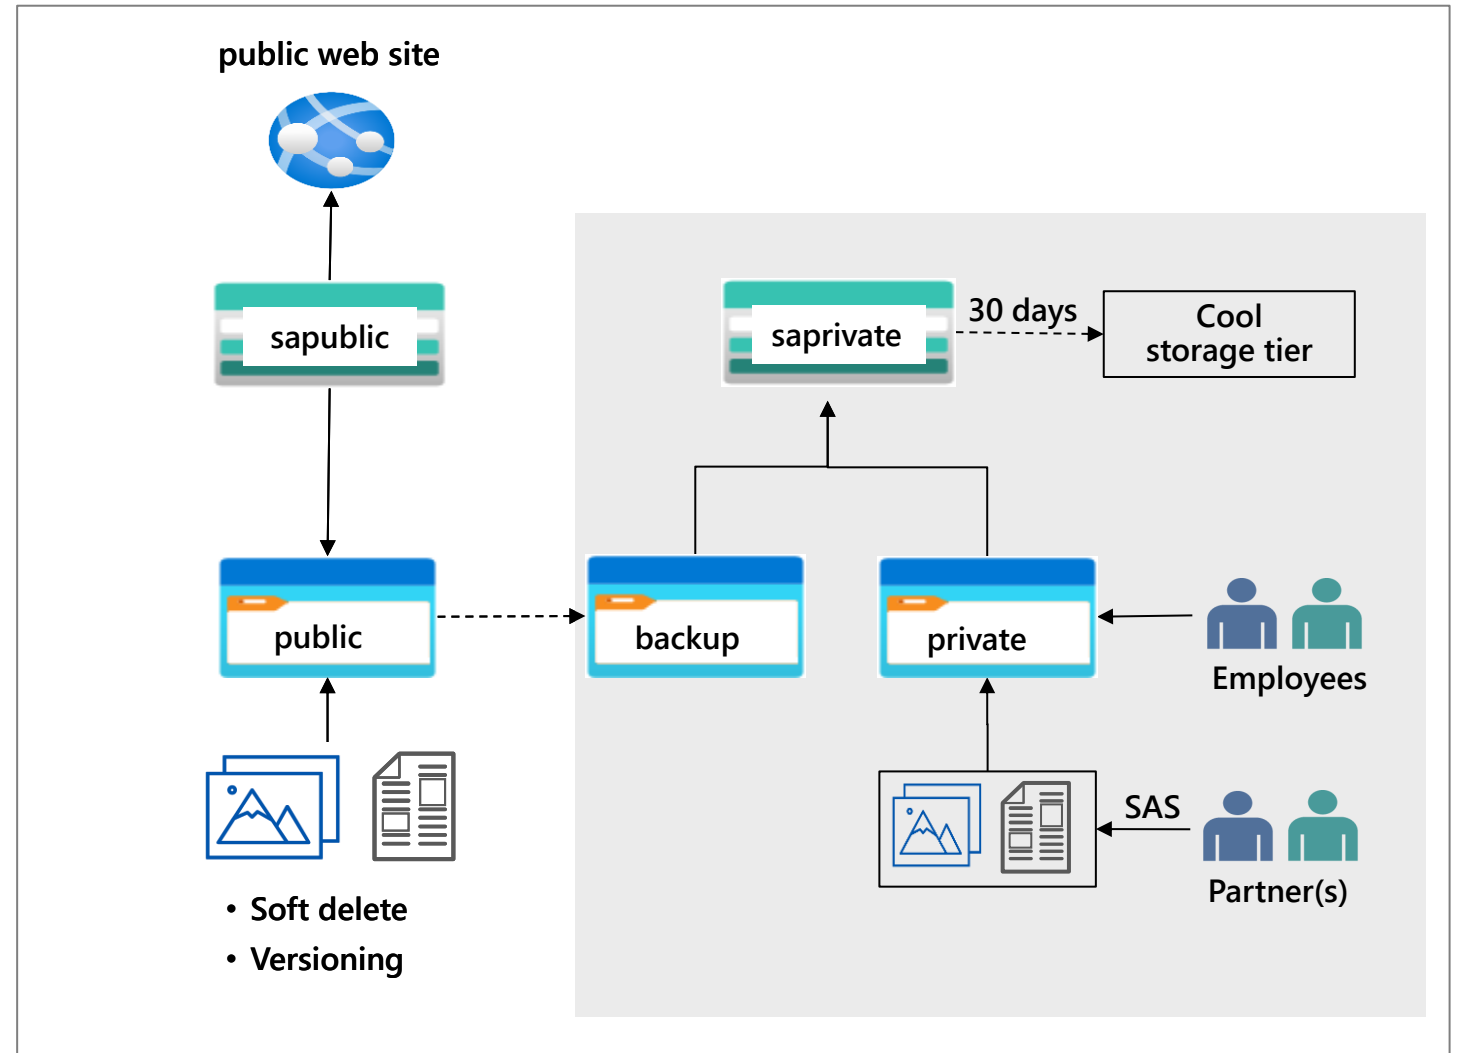 public web site
sapublic
saprivate
30 days
Cool
storage tier
public
backup
private
Employees
SAS
Partner(s)
• Soft delete
• Versioning